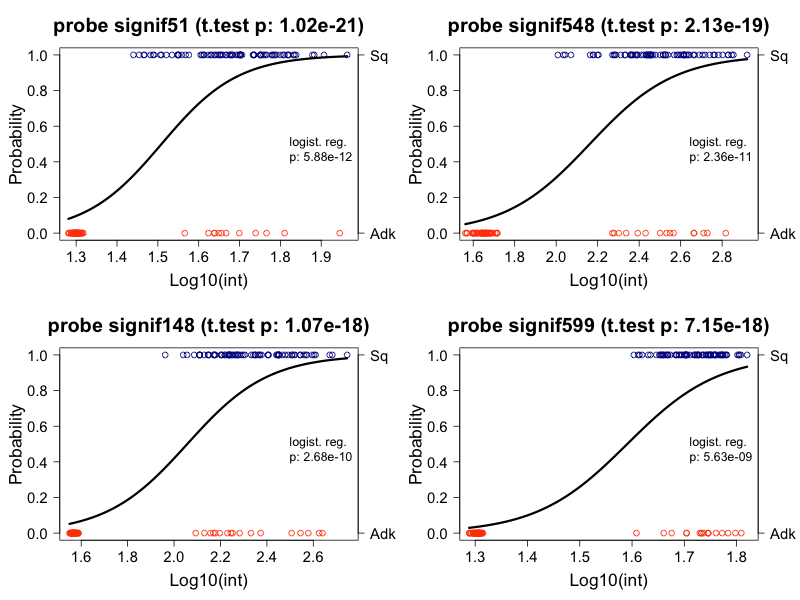 probe signif51 (t.test p: 1.02e-21)
Probability
1.0
0.8
0.6
0.4
0.2
0.0
Sq
Adk
logist. reg.
p: 5.88e-12
1.3 1.4 1.5 1.6 1.7 1.8 1.9
Log10(int)
probe signif548 (t.test p: 2.13e-19)
Probability
1.0
0.8
0.6
0.4
0.2
0.0
Sq
Adk
logist. reg.
p: 2.36e-11
1.6 1.8 2.0 2.2 2.4 2.6 2.8
Log10(int)
probe signif148 (t.test p: 1.07e-18)
Probability
1.0
0.8
0.6
0.4
0.2
0.0
Sq
Adk
logist. reg.
p: 2.68e-10
1.6 1.8 2.0 2.2 2.4 2.6
Log10(int)
probe signif599 (t.test p: 7.15e-18)
Probability
1.0
0.8
0.6
0.4
0.2
0.0
Sq
Adk
logist. reg.
p: 5.63e-09
1.3 1.4 1.5 1.6 1.7 1.8
Log10(int)